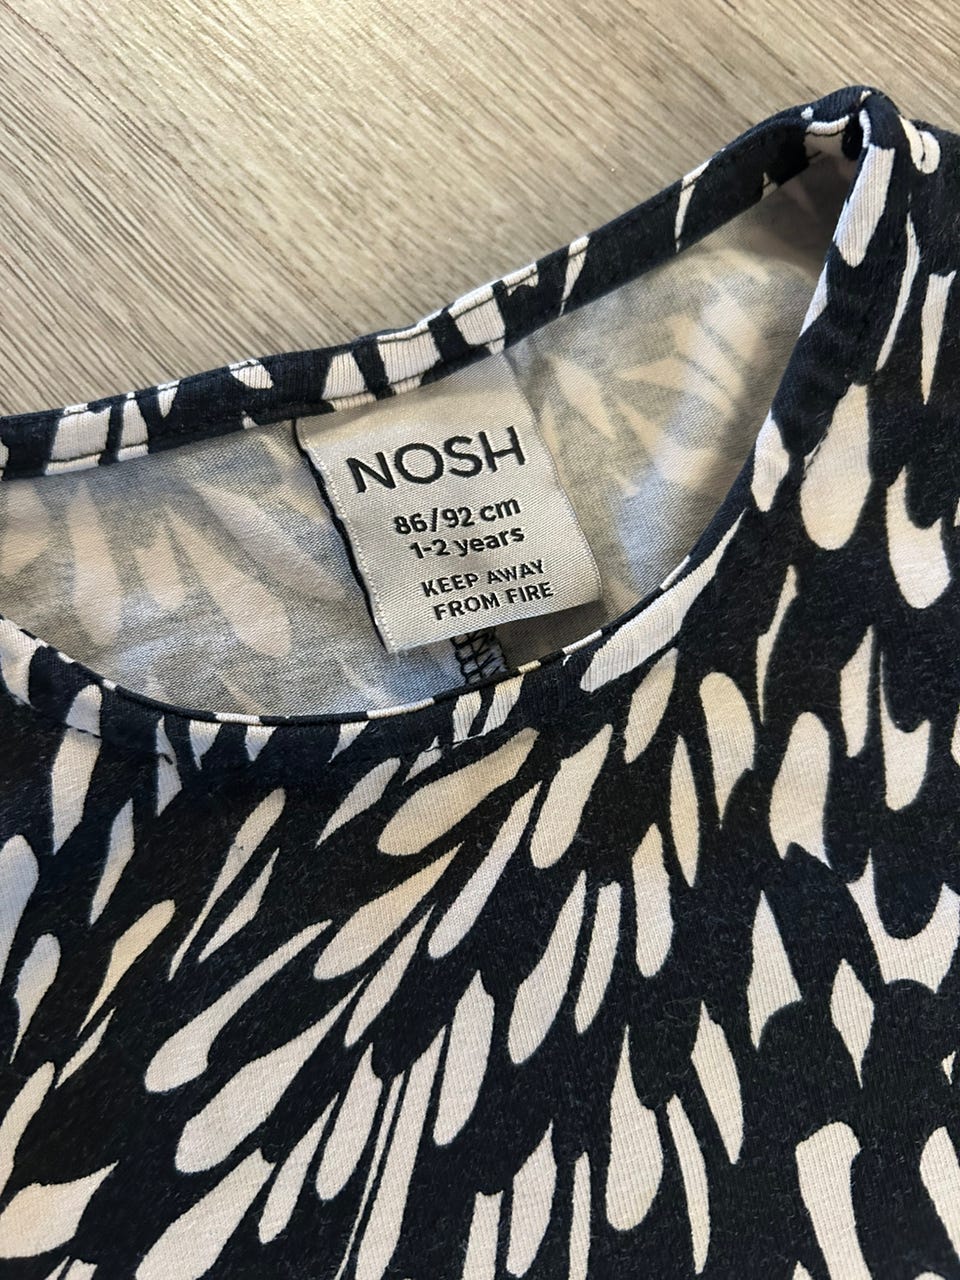 NOSH
86/92 cm
1-2 years
KEEP AWAY
FROM FIRE